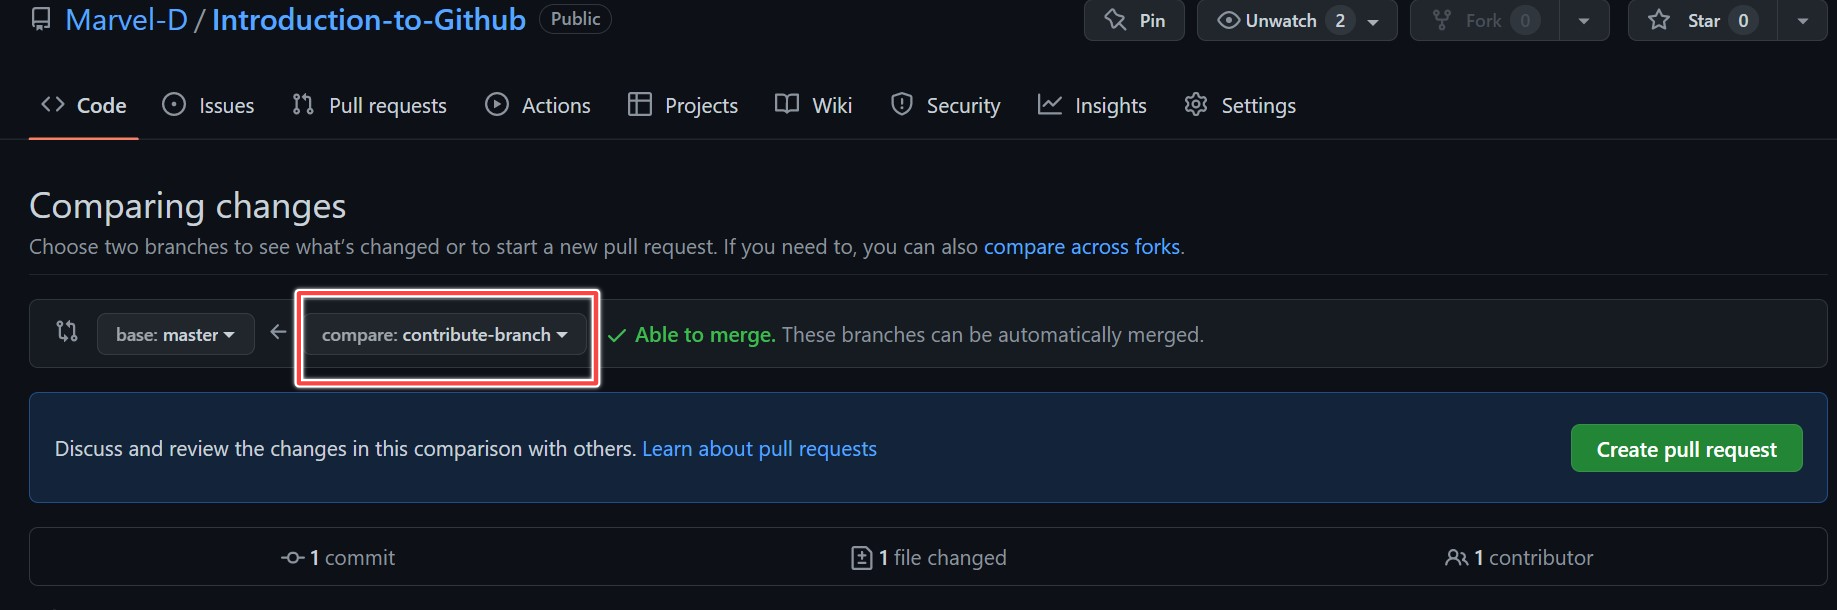 Marvel-D / Introduction-to-Github Public Pin Unwatch 2 Fork 0 Star 0
Code Issues Pull requests Actions Projects Wiki Security Insights Settings
Comparing changes
Choose two branches to see what's changed or to start a new pull request. If you need to, you can also compare across forks.
base: master compare: contribute-branch Able to merge. These branches can be automatically merged.
Discuss and review the changes in this comparison with others. Learn about pull requests Create pull request
1 commit 1 file changed 1 contributor